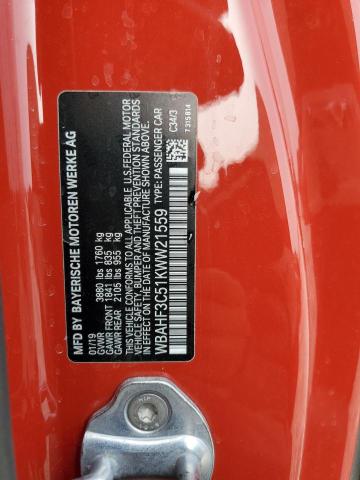 MFD BY BAYERISCHE MOTOREN WERKE AG
01/19
GVWR 3880 lbs 1760 kg
GAWR FRONT 1841 lbs 835 kg
GAWR REAR 2105 lbs 955 kg
THIS VEHICLE CONFORMS TO ALL APPLICABLE U.S. FEDERAL MOTOR
VEHICLE SAFETY, BUMPER AND THEFT PREVENTION STANDARDS
IN EFFECT ON THE DATE OF MANUFACTURE SHOWN ABOVE.
WBAHF3C51KWW21559 TYPE: PASSENGER CAR
C34/3
7315814